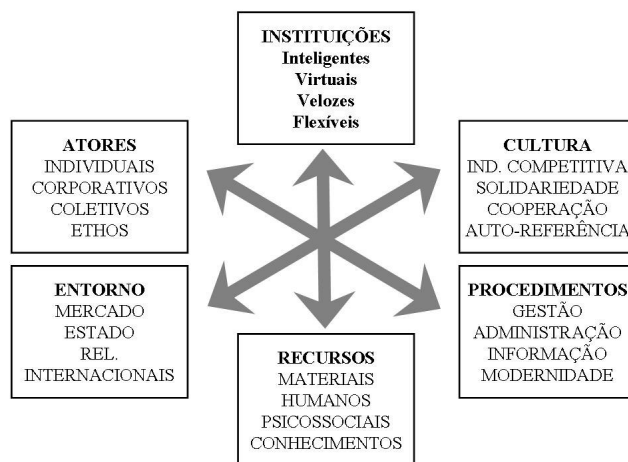 INSTITUIÇÕES
Inteligentes
Virtuais
Velozes
Flexíveis
ATORES
INDIVIDUAIS
CORPORATIVOS
COLETIVOS
ETHOS
CULTURA
IND. COMPETITIVA
SOLIDARIEDADE
COOPERAÇÃO
AUTO-REFERÊNCIA
ENTORNO
MERCADO
ESTADO
REL.
INTERNACIONAIS
RECURSOS
MATERIAIS
HUMANOS
PSICOSSOCIAIS
CONHECIMENTOS
PROCEDIMENTOS
GESTÃO
ADMINISTRAÇÃO
INFORMAÇÃO
MODERNIDADE